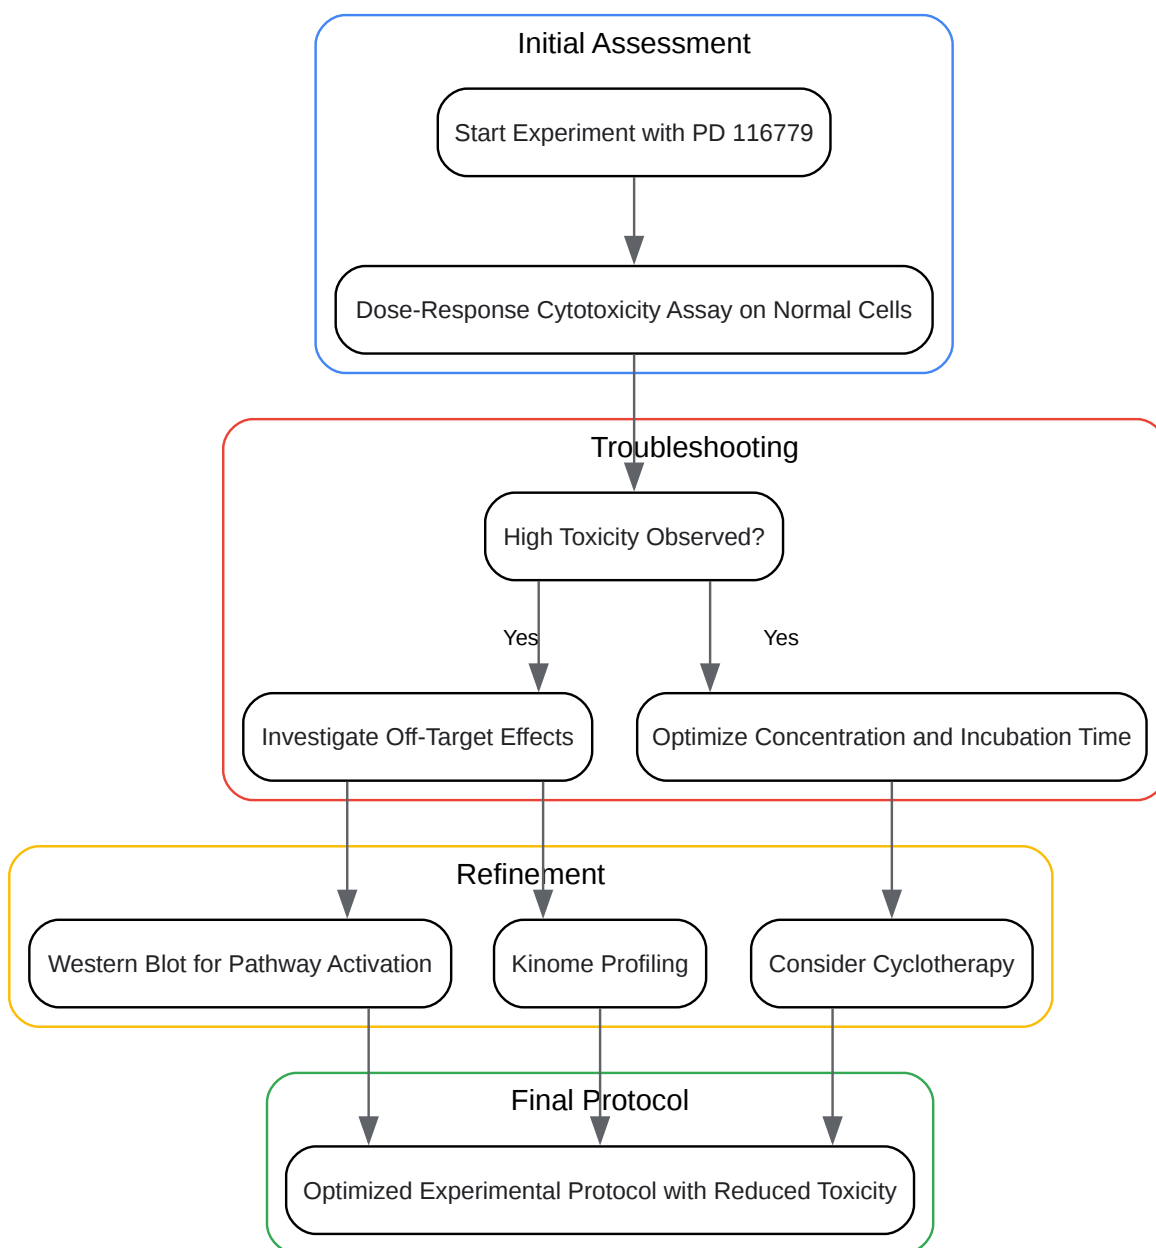 Initial Assessment
Start Experiment with PD 116779
Dose-Response Cytotoxicity Assay on Normal Cells
Troubleshooting
High Toxicity Observed?
Yes
Yes
Investigate Off-Target Effects
Optimize Concentration and Incubation Time
Refinement
Western Blot for Pathway Activation
Kinome Profiling
Consider Cyclotherapy
Final Protocol
Optimized Experimental Protocol with Reduced Toxicity